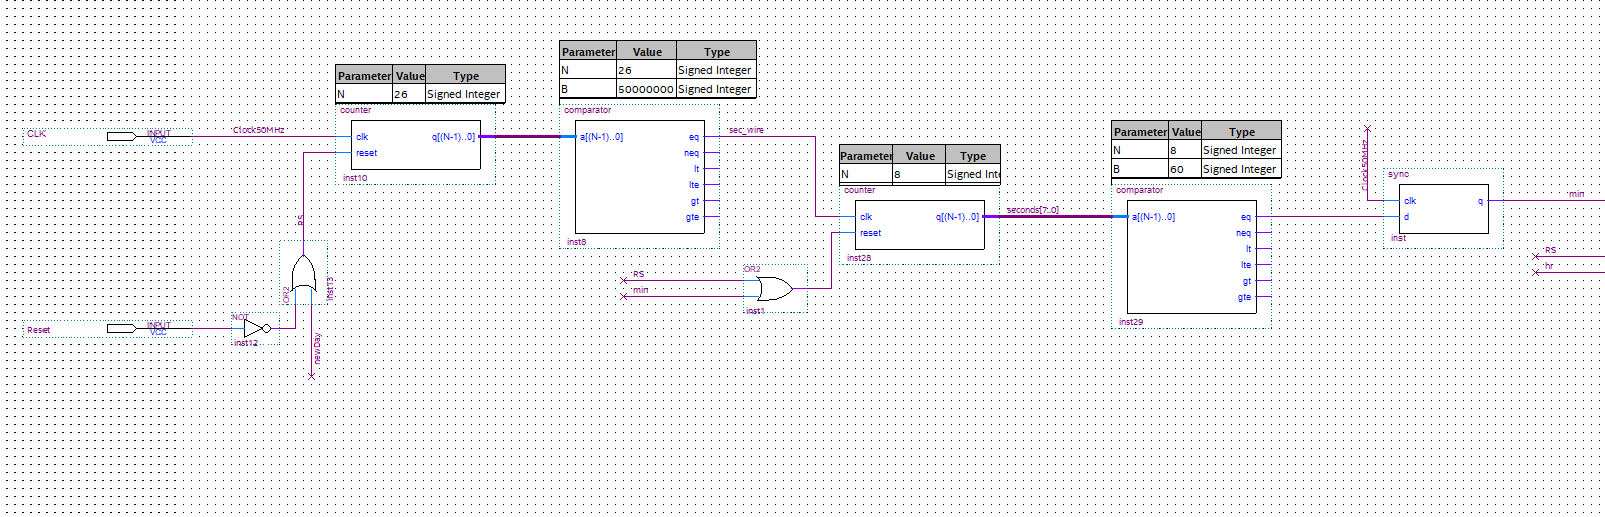 Parameter Value Type
N 26 Signed Integer
B 50000000 Signed Integer
Parameter Value Type
N 26 Signed Integer
counter
clk q[(N-1)..0]
reset
inst10
comparator
a[(N-1)..0] eq
neq
lt
lte
gt
gte
inst8
CLK INPUT
VCC
Clock50MHz
sec_wire
Parameter Value Type
N 8 Signed Inte
counter
clk q[(N-1)..0]
reset
inst28
seconds[7..0]
Parameter Value Type
N 8 Signed Integer
B 60 Signed Integer
comparator
a[(N-1)..0] eq
neq
lt
lte
gt
gte
inst29
Clock50MHz
sync
clk q
d
inst
min
RS
hr
RS
OR2
inst13
RS
min
OR2
inst1
Reset INPUT
VCC
NOT
inst12
newDay